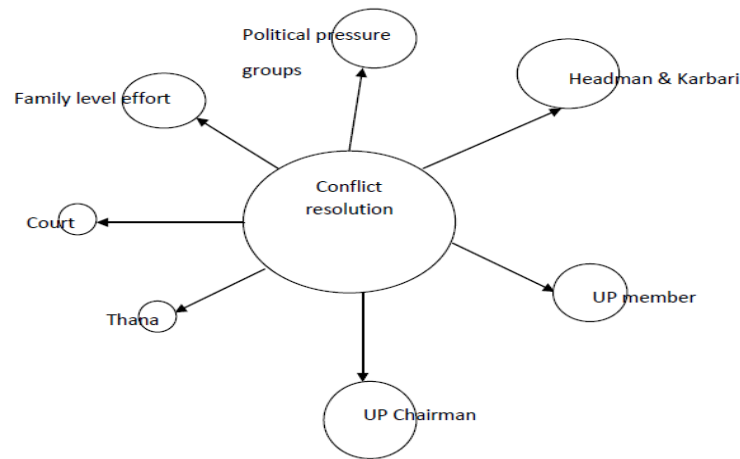 Political pressure
groups
Headman & Karbari
Family level effort
Conflict
resolution
Court
UP member
Thana
UP Chairman